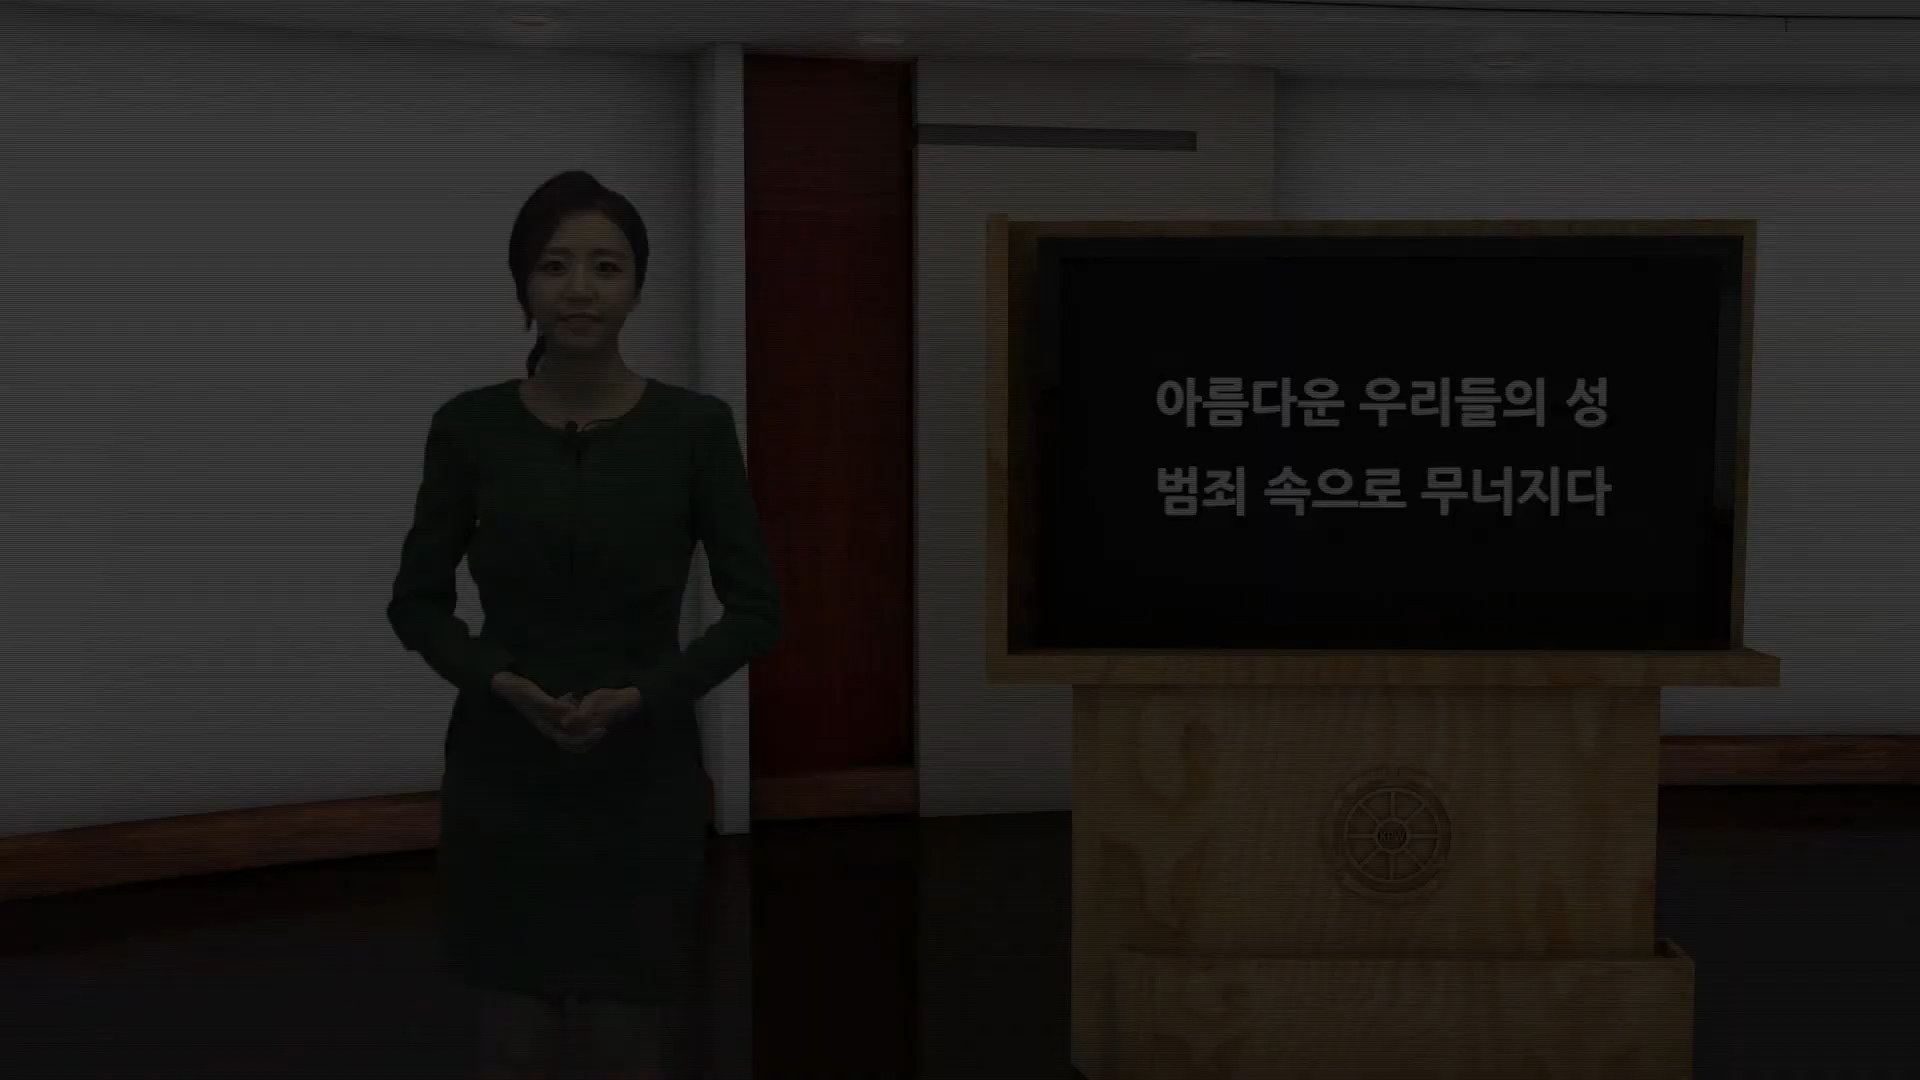 아름다운 우리들의 성
범죄 속으로 무너지다